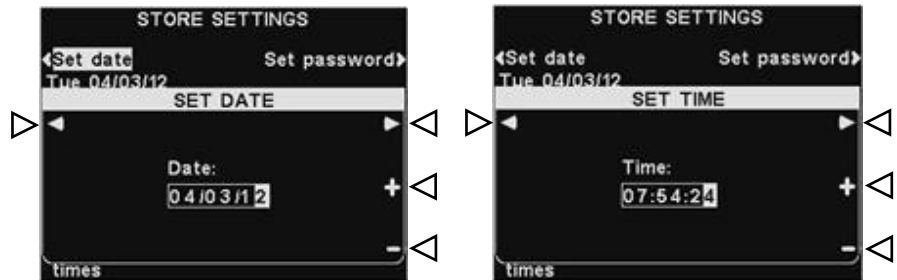 STORE SETTINGS
Set date Set password
Tue 04/03/12
SET DATE
Date:
04/03/12
+
-
times
STORE SETTINGS
Set date Set password
Tue 04/03/12
SET TIME
Time:
07:54:24
+
-
times